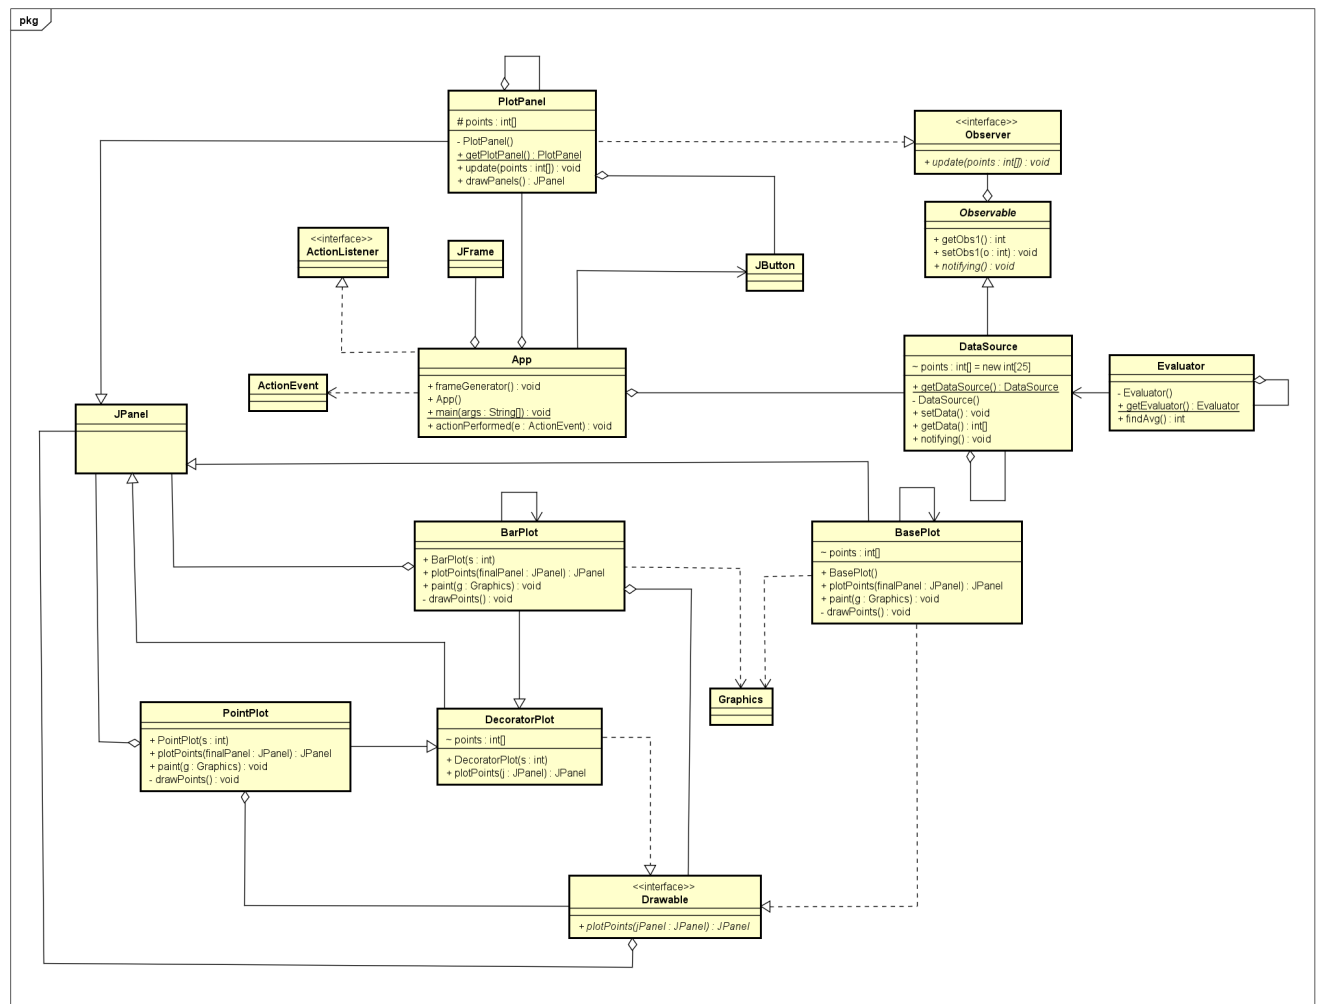 pkg
PlotPanel
# points : int[]
- PlotPanel()
+ getPlotPanel() : PlotPanel
+ update(points : int[]) : void
+ drawPanels() : JPanel
<<interface>>
Observer
+ update(points : int[]) : void
Observable
+ getObs1() : int
+ setObs1(o : int) : void
+ notifying() : void
<<interface>>
ActionListener
JFrame
JButton
App
+ frameGenerator() : void
+ App()
+ main(args : String[]) : void
+ actionPerformed(e : ActionEvent) : void
ActionEvent
DataSource
~ points : int[] = new int[25]
+ getDataSource() : DataSource
- DataSource()
+ setData() : void
+ getData() : int[]
+ notifying() : void
Evaluator
- Evaluator()
+ getEvaluator() : Evaluator
+ findAvg() : int
JPanel
BarPlot
+ BarPlot(s : int)
+ plotPoints(finalPanel : JPanel) : JPanel
+ paint(g : Graphics) : void
- drawPoints() : void
BasePlot
~ points : int[]
+ BasePlot()
+ plotPoints(finalPanel : JPanel) : JPanel
+ paint(g : Graphics) : void
- drawPoints() : void
Graphics
PointPlot
+ PointPlot(s : int)
+ plotPoints(finalPanel : JPanel) : JPanel
+ paint(g : Graphics) : void
- drawPoints() : void
DecoratorPlot
~ points : int[]
+ DecoratorPlot(s : int)
+ plotPoints(j : JPanel) : JPanel
<<interface>>
Drawable
+ plotPoints(jPanel : JPanel) : JPanel